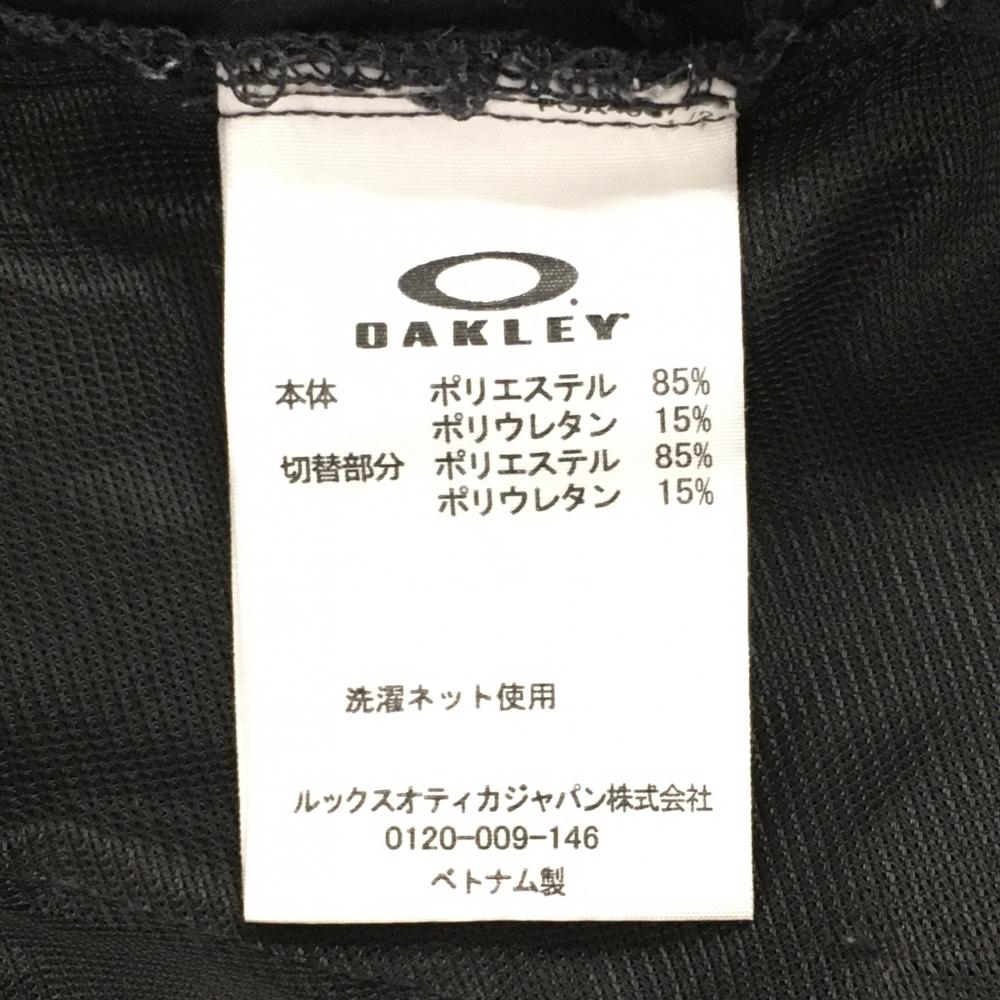 OAKLEY
本体 ポリエステル 85%
ポリウレタン 15%
切替部分 ポリエステル 85%
ポリウレタン 15%
洗濯ネット使用
ルックスオティカジャパン株式会社
0120-009-146
ベトナム製